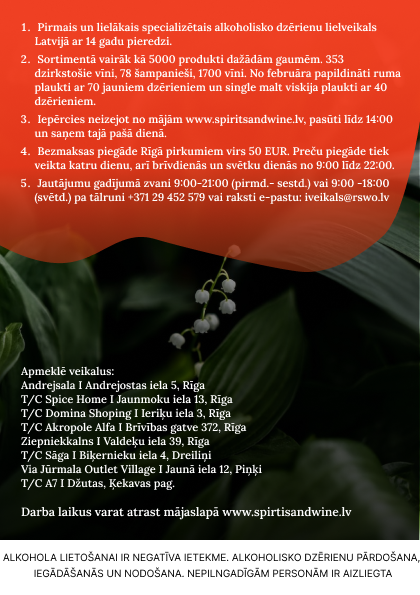 1. Pirmais un lielākais specializētais alkoholisko dzērienu lielveikals
Latvijā ar 14 gadu pieredzi.
2. Sortimentā vairāk kā 5000 produkti dažādām gaumēm. 353
dzirkstošie vīni, 78 šampanieši, 1700 vīni. No februāra papildināti ruma
plaukti ar 70 jauniem dzērieniem un single malt viskija plaukti ar 40
dzērieniem.
3. Iepērcies neizejot no mājām www.spiritsandwine.lv, pasūti līdz 14:00
un saņem tajā pašā dienā.
4. Bezmaksas piegāde Rīgā pirkumiem virs 50 EUR. Preču piegāde tiek
veikta katru dienu, arī brīvdienās un svētku dienās no 9:00 līdz 22:00.
5. Jautājumu gadījumā zvani 9:00-21:00 (pirmd.- sestd.) vai 9:00 -18:00
(svētd.) pa tālruni +371 29 452 579 vai raksti e-pastu: iveikals@rswo.lv
Apmeklē veikalus:
Andrejsala I Andrejostas iela 5, Rīga
T/C Spice Home I Jaunmoku iela 13, Rīga
T/C Domina Shoping I Ieriķu iela 3, Rīga
T/C Akropole Alfa I Brīvības gatve 372, Rīga
Ziepniekkalns I Valdeķu iela 39, Rīga
T/C Sāga I Biķernieku iela 4, Dreiliņi
Via Jūrmala Outlet Village I Jaunā iela 12, Piņķi
T/C A7 I Džutas, Ķekavas pag.
Darba laikus varat atrast mājaslapā www.spirtisandwine.lv
ALKOHOLA LIETOŠANAI IR NEGATĪVA IETEKME. ALKOHOLISKO DZĒRIENU PĀRDOŠANA,
IEGĀDĀŠANĀS UN NODOŠANA. NEPILNGADĪGĀM PERSONĀM IR AIZLIEGTA